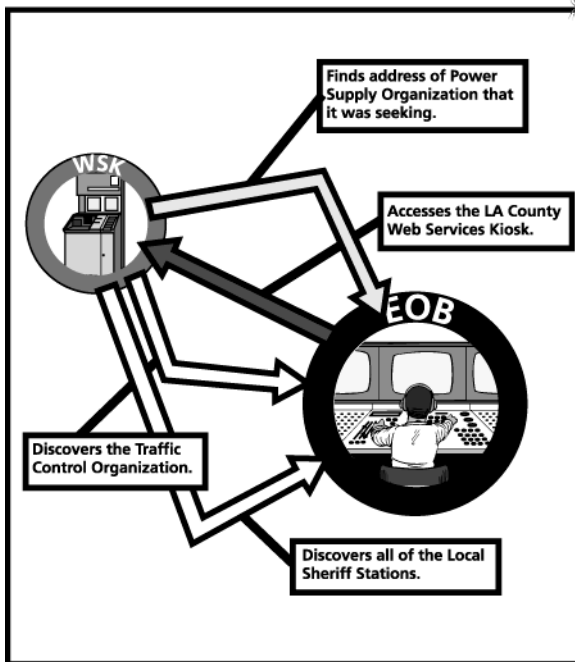 Finds address of Power
Supply Organization that
it was seeking.
WSK
Accesses the LA County
Web Services Kiosk.
EOB
Discovers the Traffic
Control Organization.
Discovers all of the Local
Sheriff Stations.